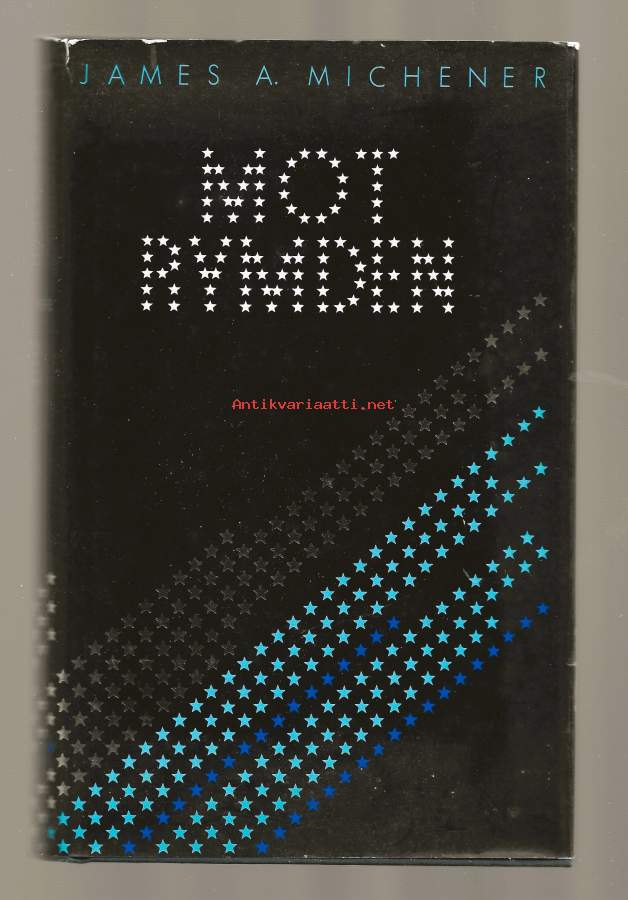 JAMES A. MICHENER
MOT
RYMDEN
Antikvariaatti.net